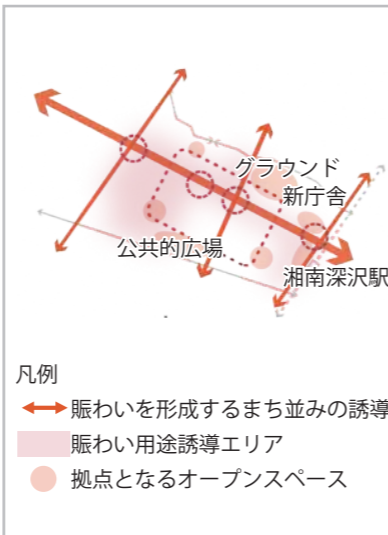 グラウンド
新庁舎
公共的広場
湘南深沢駅
凡例
賑わいを形成するまち並みの誘導
賑わい用途誘導エリア
拠点となるオープンスペース